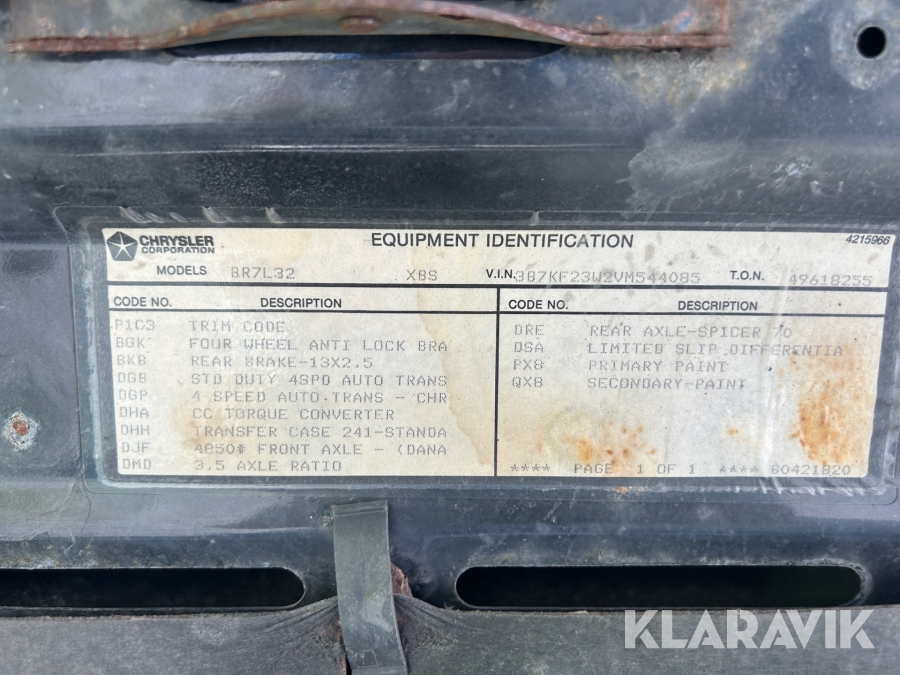 CHRYSLER CORPORATION EQUIPMENT IDENTIFICATION 4215966
MODELS BR7L32 XBS V.I.N. 3B7KF23W2VM544085 T.O.N. 49618255
CODE NO. DESCRIPTION
P1C3 TRIM CODE
BGK FOUR WHEEL ANTI LOCK BRA
BKB REAR BRAKE-13X2.5
DGB STD DUTY 4SPD AUTO TRANS
DGP 4 SPEED AUTO.TRANS - CHR
DHA CC TORQUE CONVERTER
DHH TRANSFER CASE 241-STANDA
DJF 4850# FRONT AXLE - (DANA
DMD 3.5 AXLE RATIO
CODE NO. DESCRIPTION
DRE REAR AXLE-SPICER 70
DSA LIMITED SLIP DIFFERENTIA
PX8 PRIMARY PAINT
QX8 SECONDARY-PAINT
**** PAGE 1 OF 1 **** 60421820
KLARAVIK